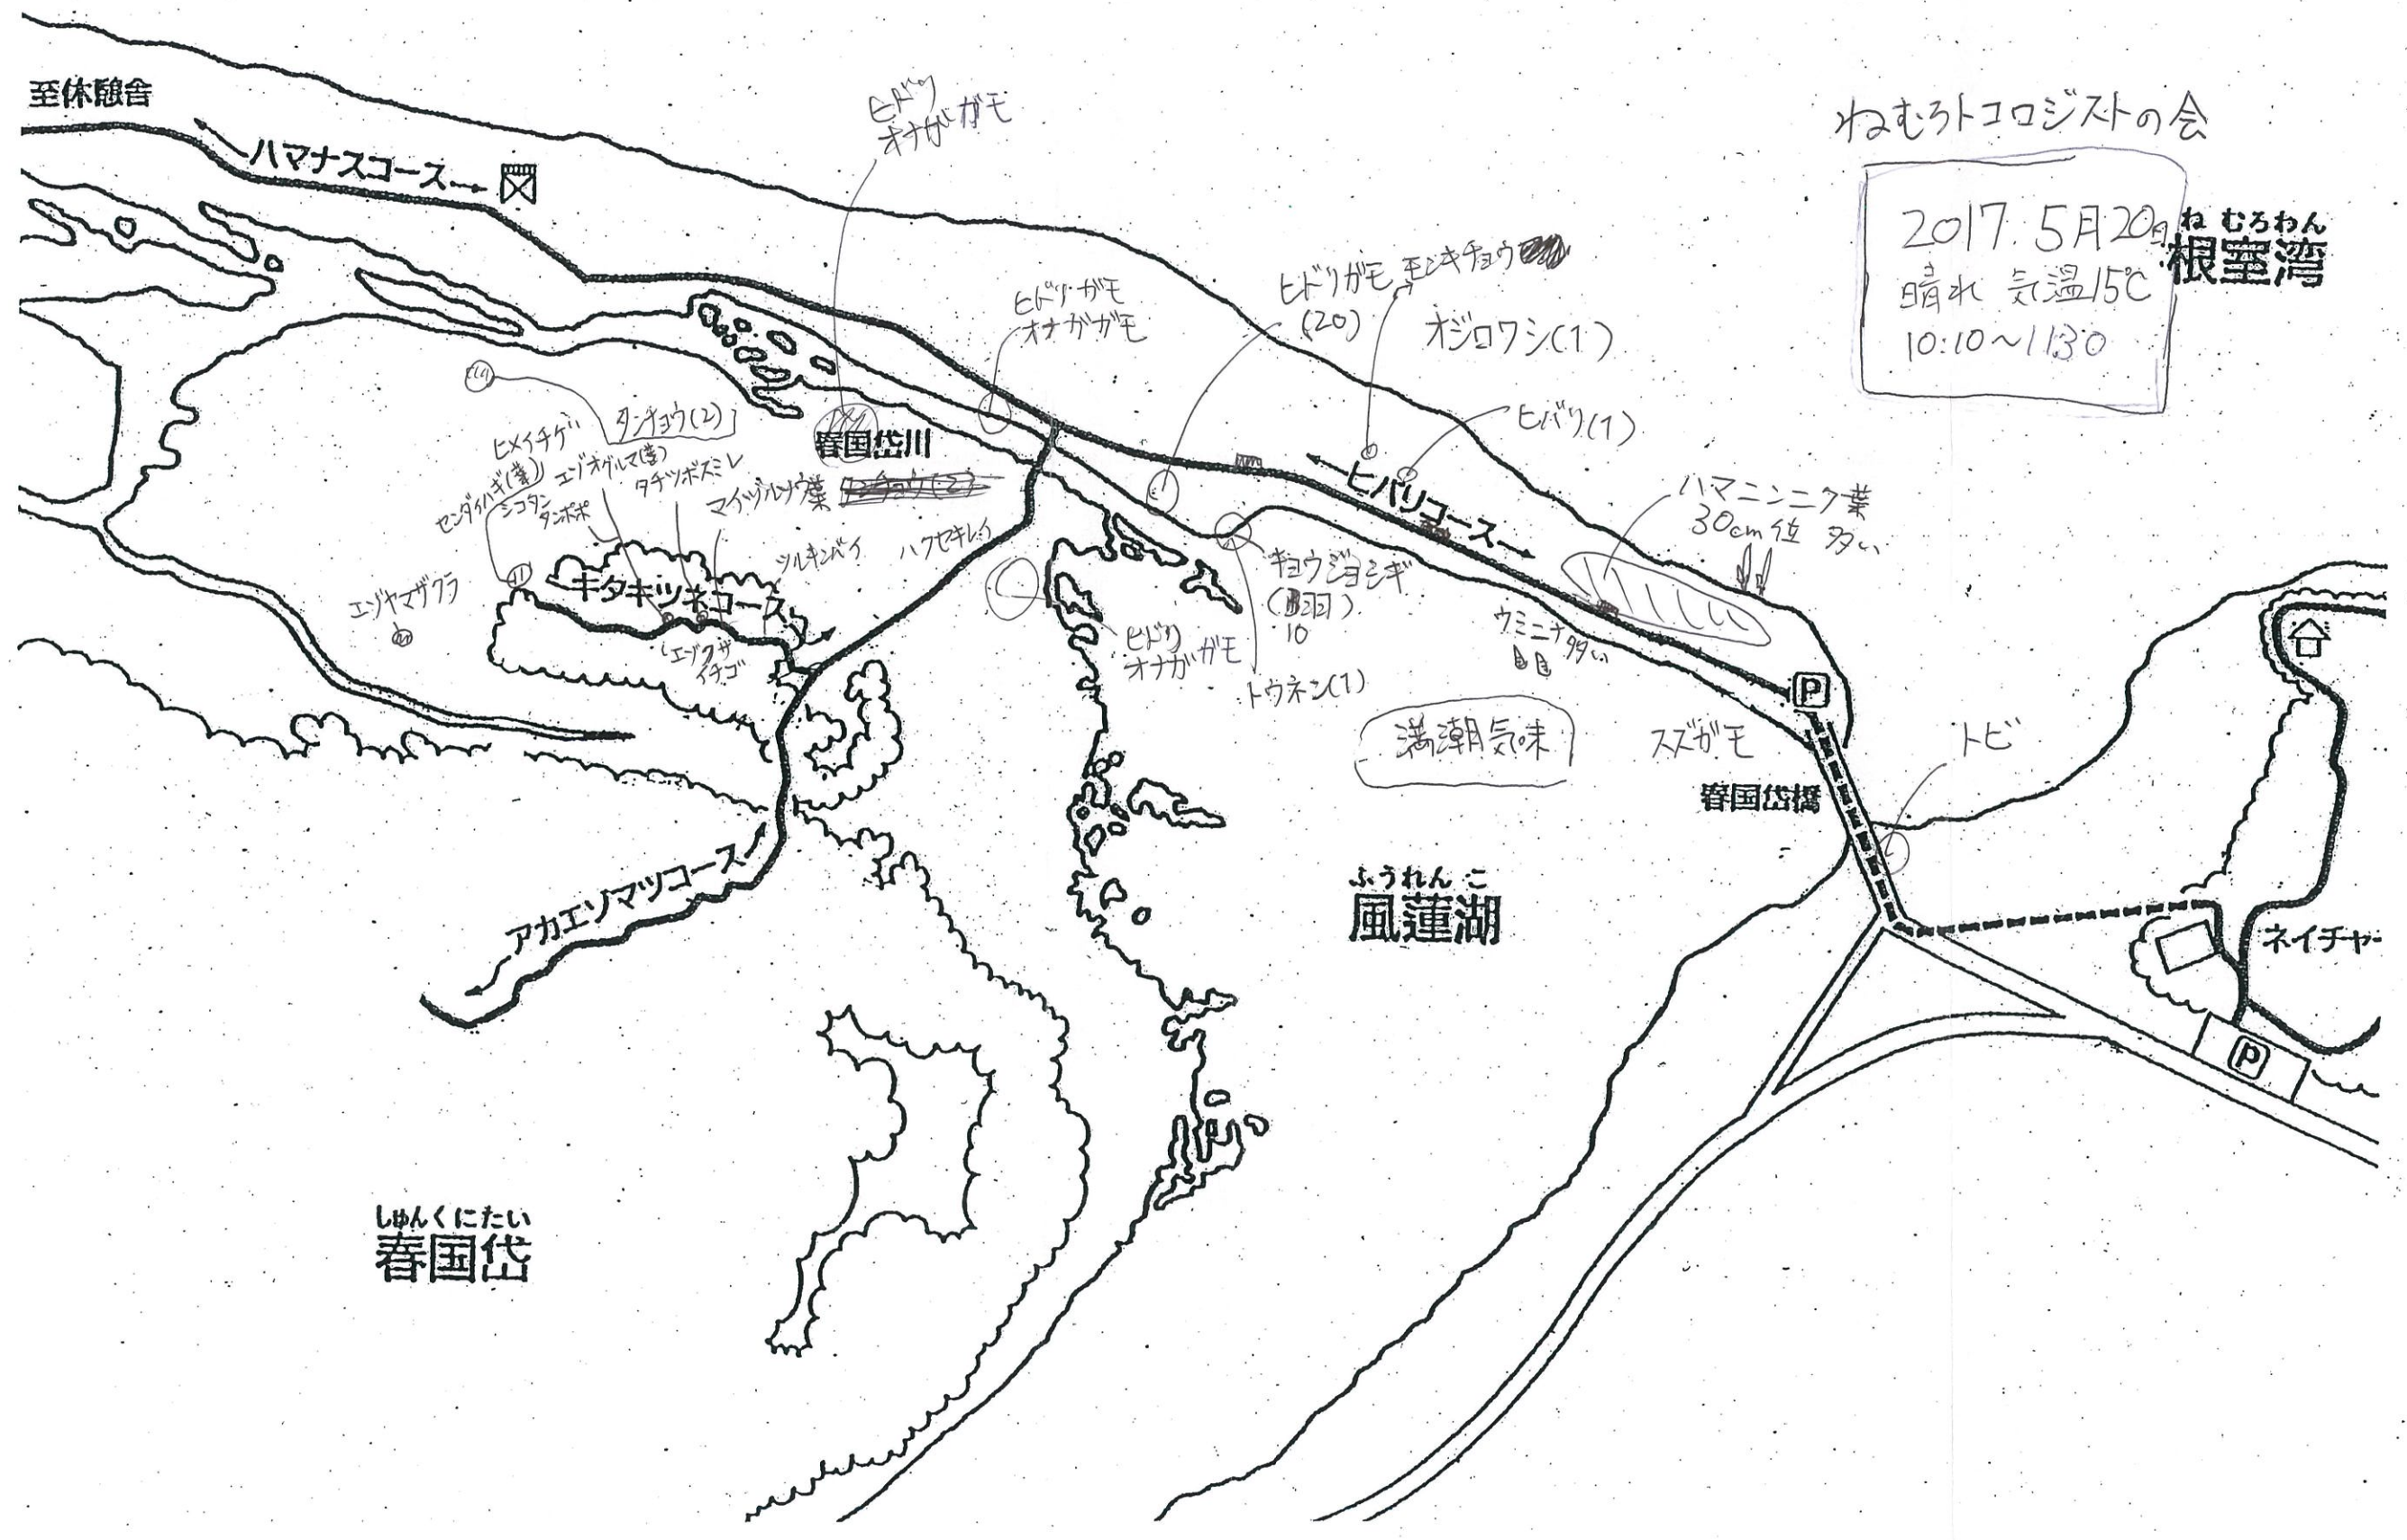 至休憩舎
ハマナスコース
ヒドリ
オナガガモ
ねむろトコロジストの会
2017.5月20日
晴れ 気温15℃
10:10~11:30
ね むろわん
根室湾
ヒドリガモ
オナガガモ
ヒドリガモ
(20)
モンキチョウ
オジロワシ(1)
ヒバリ(1)
ヒバリコース
ハマニンニク葉
30cm位 多い
タンチョウ(2)
春国岱川
ヒメイチゲ
センダイハギ(葉)
シコタン
タンポポ
エゾオグルマ(葉)
タチツボスミレ
マイヅルソウ葉
タンチョウ(2)
ツルキンバイ
ハクセキレイ
キタキツネコース
エゾヤマザクラ
エゾクサ
イチゴ
キョウジョシギ
(羽)
10
ヒドリ
オナガガモ
トウネン(1)
ウミニナ多い
P
満潮気味
スズガモ
トビ
春国岱橋
アカエゾマツコース
ふうれん こ
風蓮湖
ネイチャー
P
しゅんくにたい
春国岱